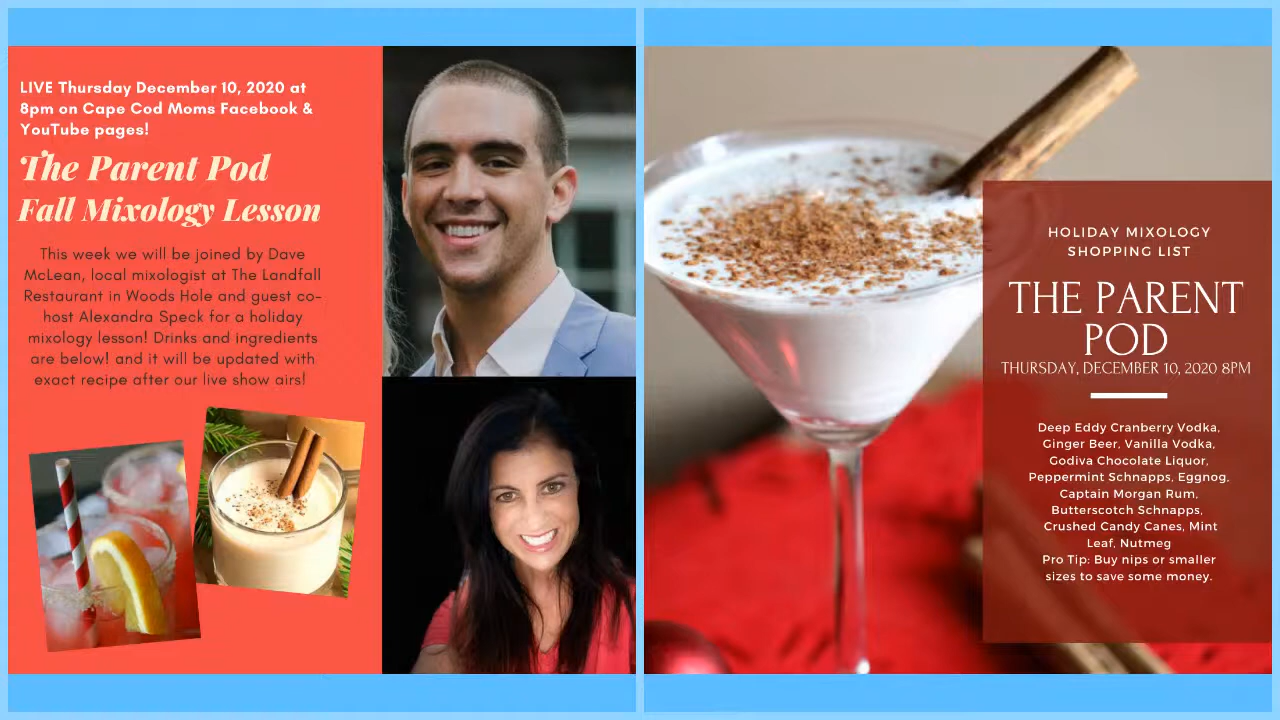 LIVE Thursday December 10, 2020 at
8pm on Cape Cod Moms Facebook &
YouTube pages!
The Parent Pod
Fall Mixology Lesson
This week we will be joined by Dave
McLean, local mixologist at The Landfall
Restaurant in Woods Hole and guest co-
host Alexandra Speck for a holiday
mixology lesson! Drinks and ingredients
are below! and it will be updated with
exact recipe after our live show airs!
HOLIDAY MIXOLOGY
SHOPPING LIST
THE PARENT
POD
THURSDAY, DECEMBER 10, 2020 8PM
Deep Eddy Cranberry Vodka,
Ginger Beer, Vanilla Vodka,
Godiva Chocolate Liquor,
Peppermint Schnapps, Eggnog,
Captain Morgan Rum,
Butterscotch Schnapps,
Crushed Candy Canes, Mint
Leaf, Nutmeg
Pro Tip: Buy nips or smaller
sizes to save some money.